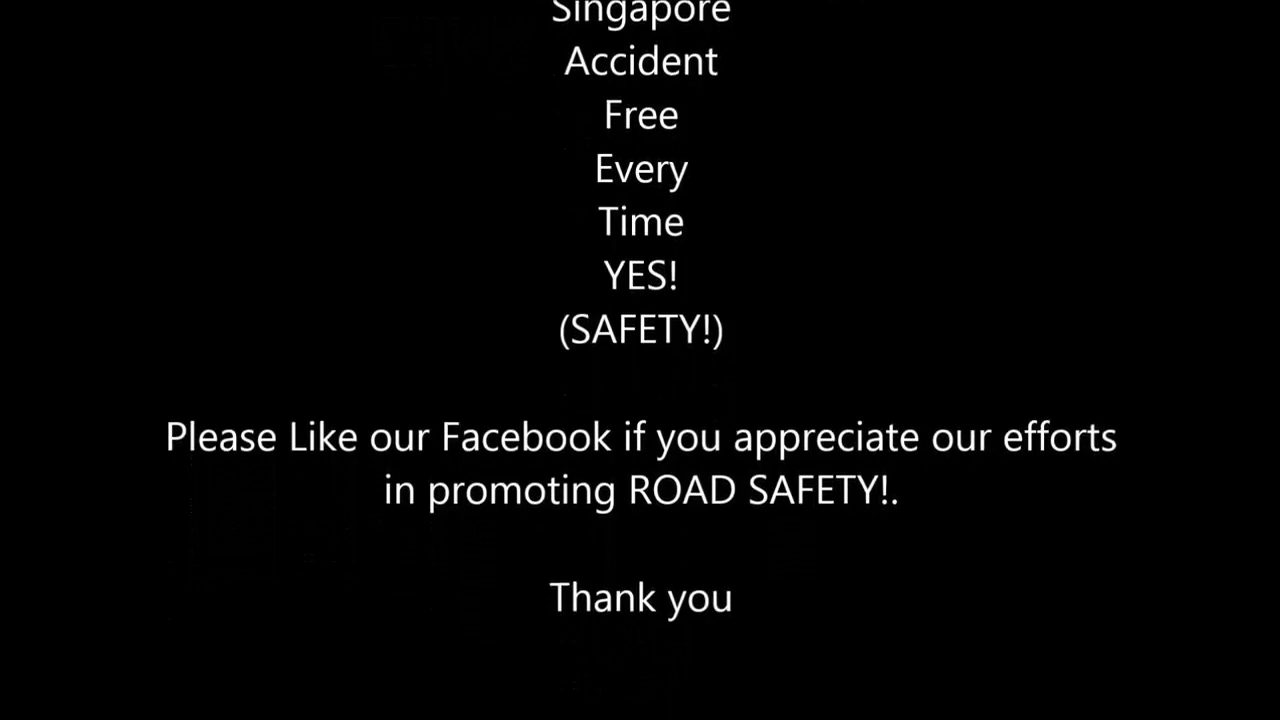 Singapore
Accident
Free
Every
Time
YES!
(SAFETY!)
Please Like our Facebook if you appreciate our efforts
in promoting ROAD SAFETY!.
Thank you